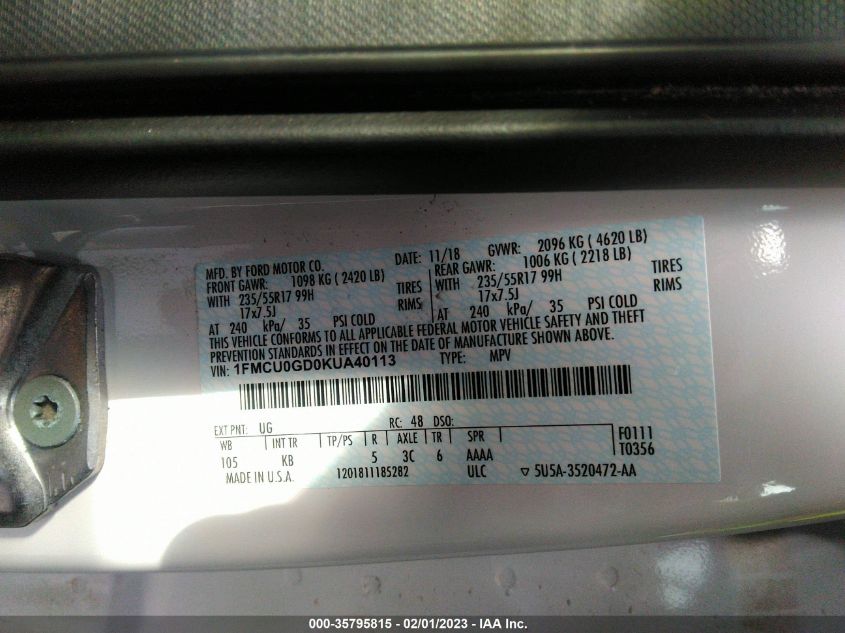 MFD. BY FORD MOTOR CO. DATE: 11/18 GVWR: 2096 KG ( 4620 LB)
FRONT GAWR: 1098 KG ( 2420 LB) REAR GAWR: 1006 KG ( 2218 LB)
WITH 235/55R17 99H TIRES WITH 235/55R17 99H TIRES
17x7.5J RIMS 17x7.5J RIMS
AT 240 kPa/ 35 PSI COLD AT 240 kPa/ 35 PSI COLD
THIS VEHICLE CONFORMS TO ALL APPLICABLE FEDERAL MOTOR VEHICLE SAFETY AND THEFT
PREVENTION STANDARDS IN EFFECT ON THE DATE OF MANUFACTURE SHOWN ABOVE.
VIN: 1FMCU0GD0KUA40113 TYPE: MPV
EXT PNT: UG RC: 48 DSO: F0111
WB INT TR TP/PS R AXLE TR SPR T0356
105 KB 5 3C 6 AAAA
MADE IN U.S.A. 1201811185282 ULC ▽ 5U5A-3520472-AA
000-35795815 - 02/01/2023 - IAA Inc.